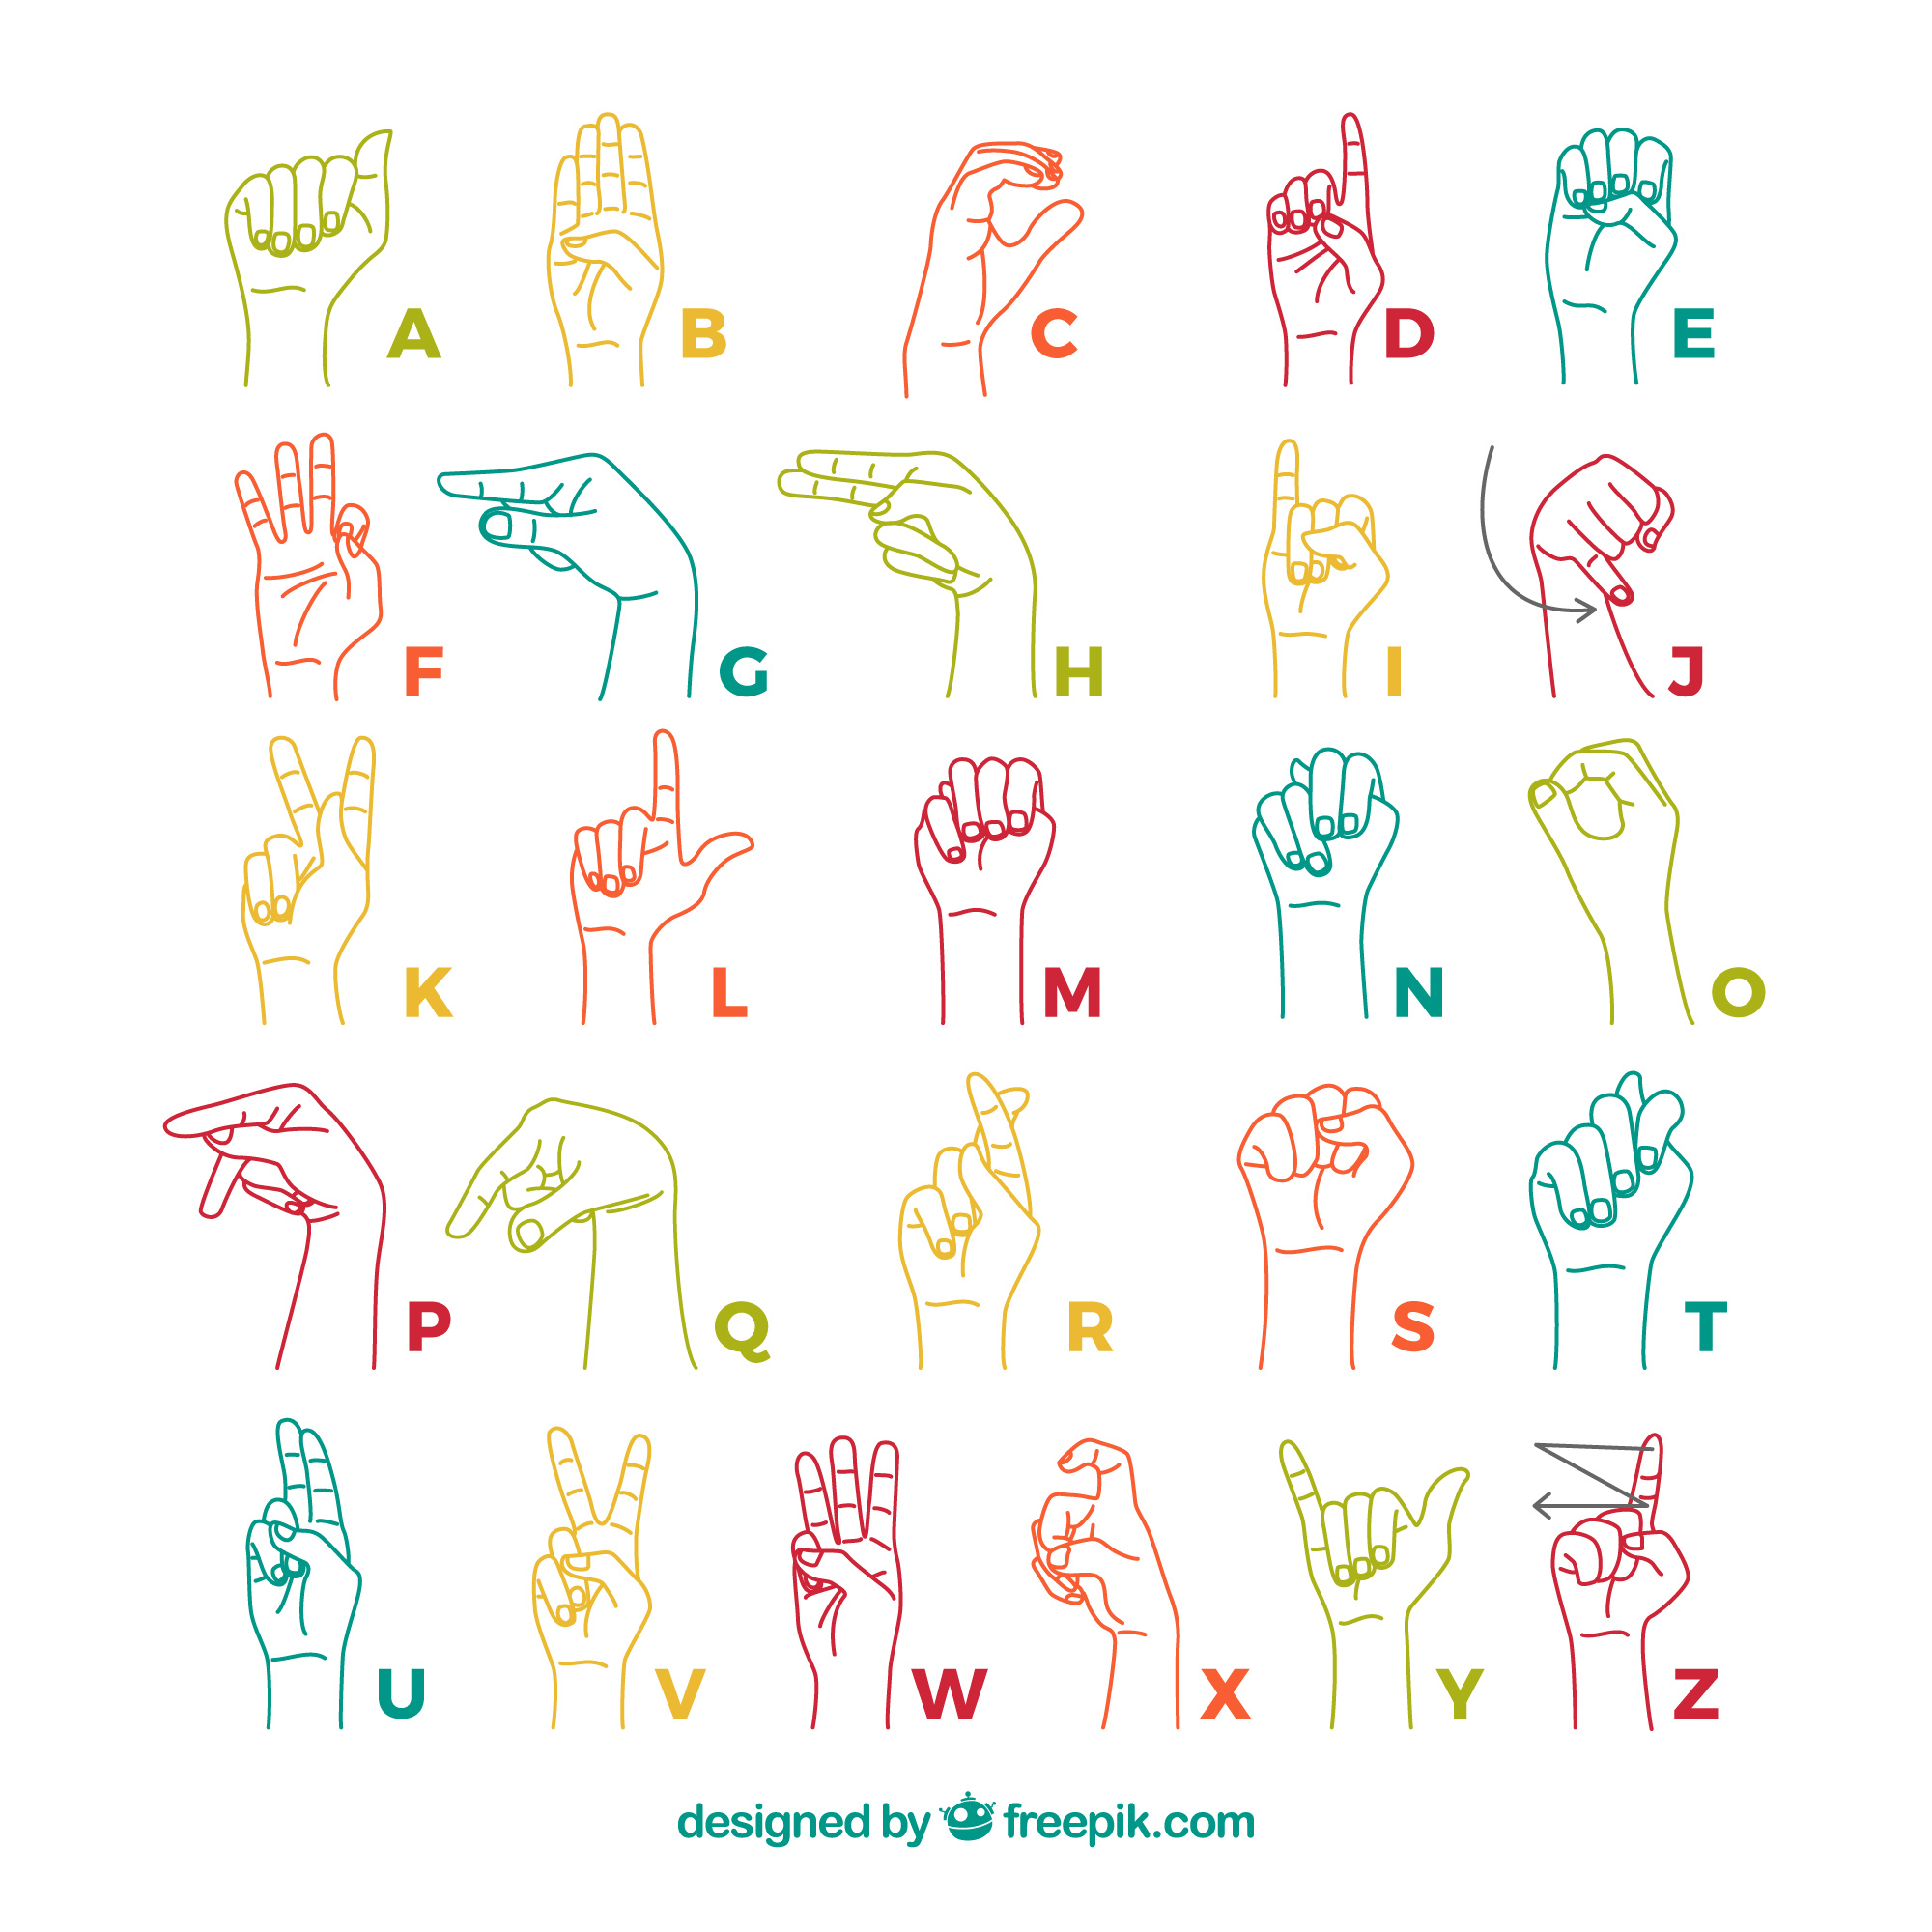 A B C D E
F G H I J
K L M N O
P Q R S T
U V W X Y Z
designed by freepik.com